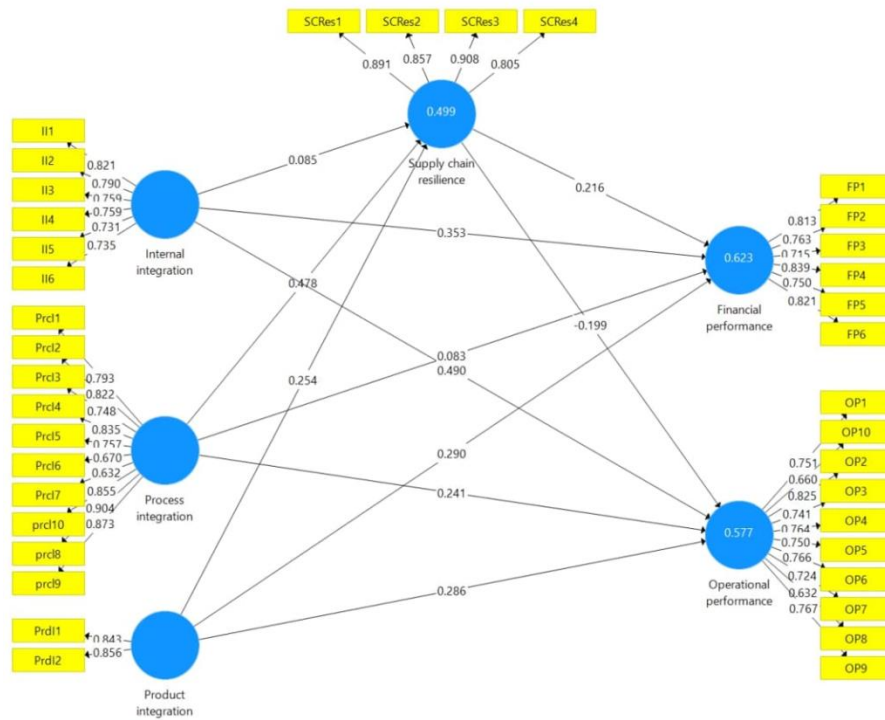 SCRes1
SCRes2
SCRes3
SCRes4
0.891
0.857
0.908
0.805
0.499
Supply chain
resilience
II1
II2
II3
II4
II5
II6
0.821
0.790
0.759
0.759
0.731
0.735
Internal
integration
0.085
0.353
0.478
0.254
0.083
0.490
0.290
0.241
0.286
0.216
-0.199
PrcI1
PrcI2
PrcI3
PrcI4
PrcI5
PrcI6
PrcI7
prcI10
prcI8
prcI9
0.793
0.822
0.748
0.835
0.757
0.670
0.632
0.855
0.904
0.873
Process
integration
PrdI1
PrdI2
0.843
0.856
Product
integration
0.623
Financial
performance
0.813
0.763
0.715
0.839
0.750
0.821
FP1
FP2
FP3
FP4
FP5
FP6
0.577
Operational
performance
0.751
0.660
0.825
0.741
0.764
0.750
0.766
0.724
0.632
0.767
OP1
OP10
OP2
OP3
OP4
OP5
OP6
OP7
OP8
OP9